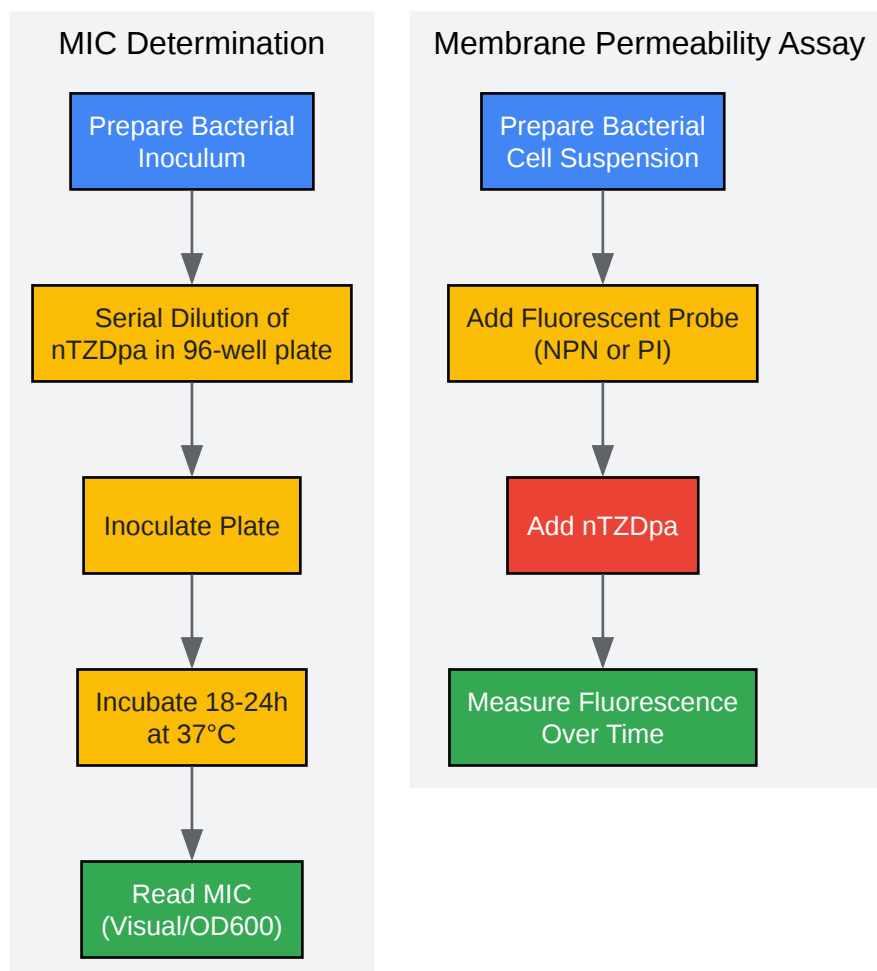 MIC Determination
Prepare Bacterial
Inoculum
Serial Dilution of
nTZDpa in 96-well plate
Inoculate Plate
Incubate 18-24h
at 37°C
Read MIC
(Visual/OD600)
Membrane Permeability Assay
Prepare Bacterial
Cell Suspension
Add Fluorescent Probe
(NPN or PI)
Add nTZDpa
Measure Fluorescence
Over Time